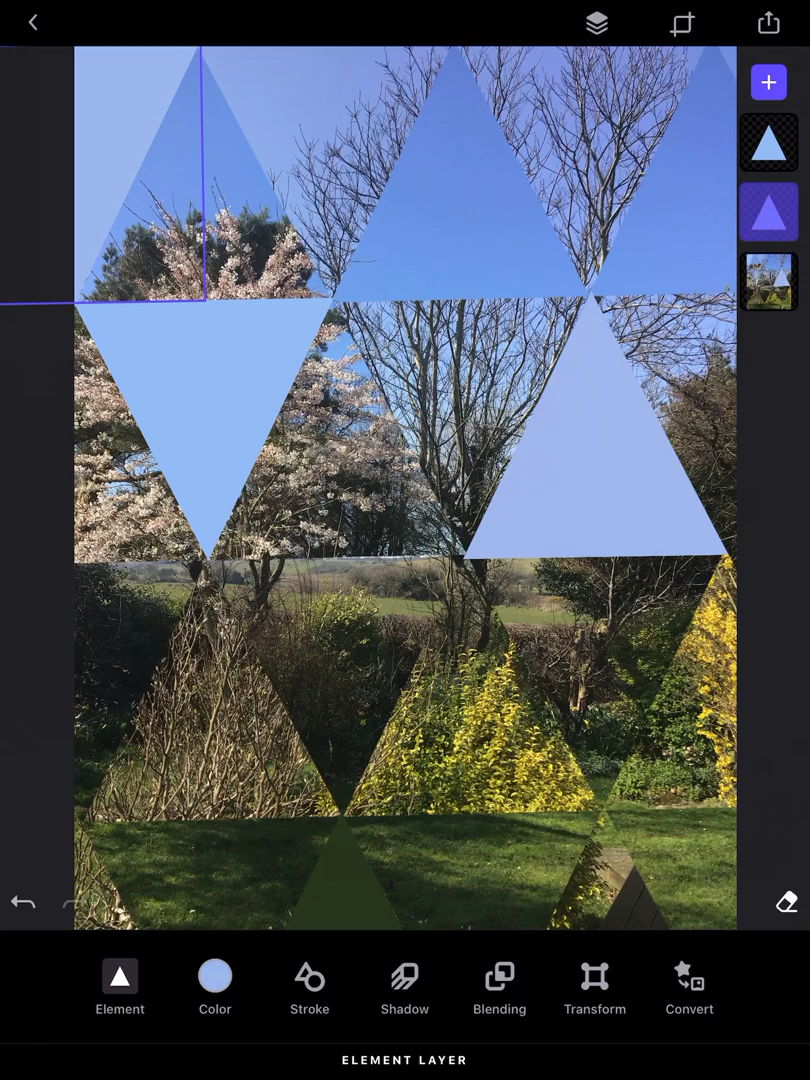 Element
Color
Stroke
Shadow
Blending
Transform
Convert
ELEMENT LAYER